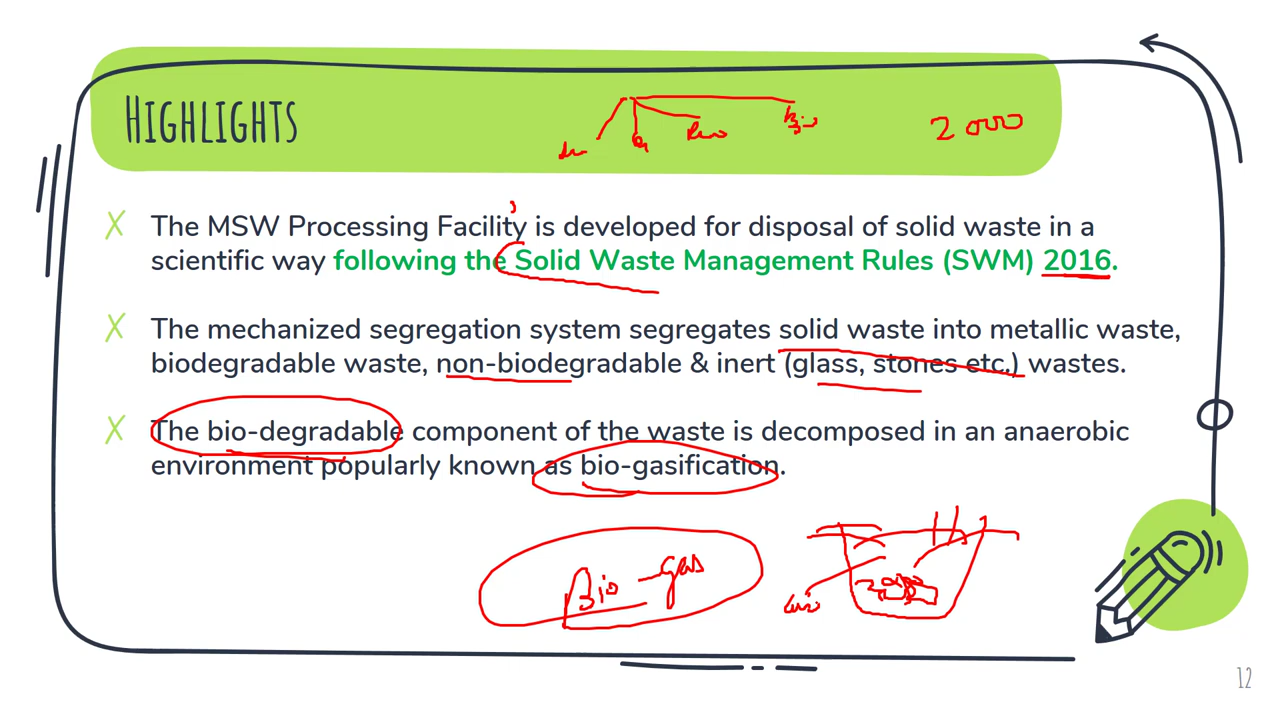 HIGHLIGHTS
2000
X The MSW Processing Facility is developed for disposal of solid waste in a
scientific way following the Solid Waste Management Rules (SWM) 2016.
X The mechanized segregation system segregates solid waste into metallic waste,
biodegradable waste, non-biodegradable & inert (glass, stones etc.) wastes.
X The bio-degradable component of the waste is decomposed in an anaerobic
environment popularly known as bio-gasification.
Bio-gas
12